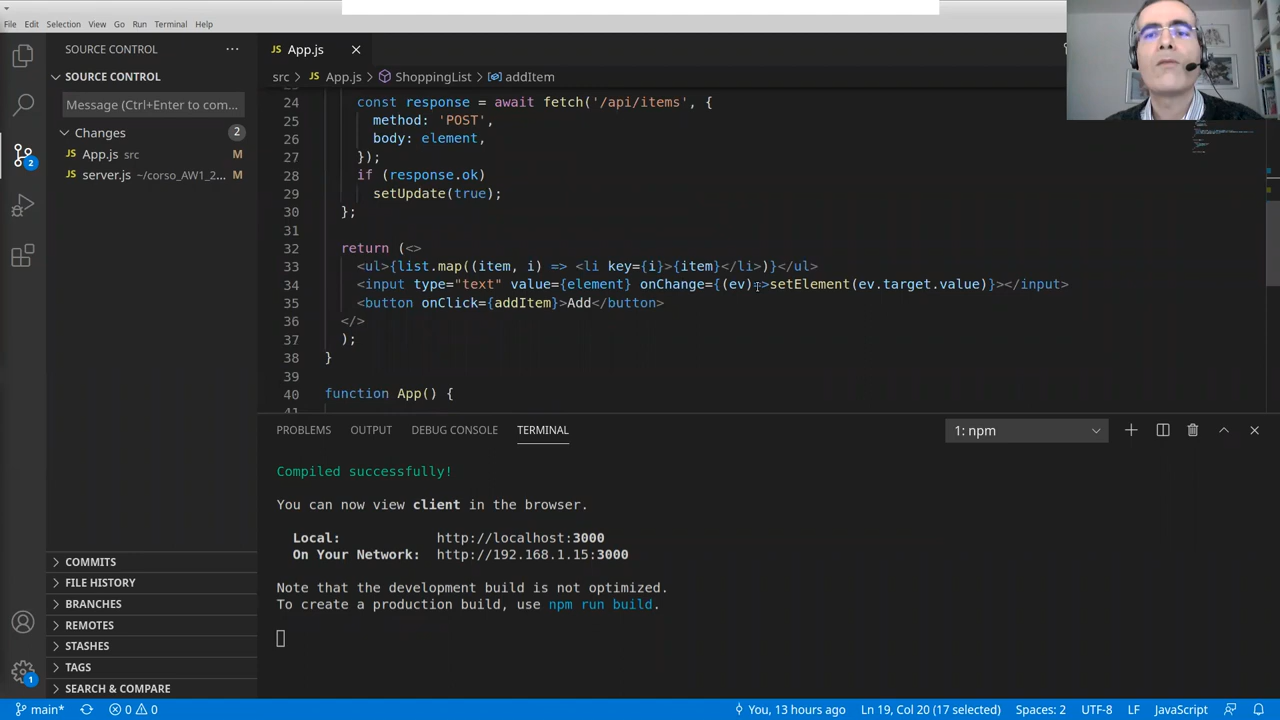 File Edit Selection View Go Run Terminal Help
SOURCE CONTROL ···
JS App.js
SOURCE CONTROL
src > JS App.js > ShoppingList > addItem
Message (Ctrl+Enter to com...
24 const response = await fetch('/api/items', {
Changes 2
25 method: 'POST',
26 body: element,
App.js src M
27 });
server.js ~/corso_AW1_2... M
28 if (response.ok)
29 setUpdate(true);
30 };
31
32 return (<>
33 <ul>{list.map((item, i) => <li key={i}>{item}</li>)}</ul>
34 <input type="text" value={element} onChange={(ev)=>setElement(ev.target.value)}></input>
35 <button onClick={addItem}>Add</button>
36 </>
37 );
38 }
39
40 function App() {
41
PROBLEMS OUTPUT DEBUG CONSOLE TERMINAL 1: npm
Compiled successfully!
You can now view client in the browser.
Local: http://localhost:3000
On Your Network: http://192.168.1.15:3000
Note that the development build is not optimized.
To create a production build, use npm run build.
COMMITS
FILE HISTORY
BRANCHES
REMOTES
STASHES
TAGS
SEARCH & COMPARE
2
1
main* 0 0 You, 13 hours ago Ln 19, Col 20 (17 selected) Spaces: 2 UTF-8 LF JavaScript